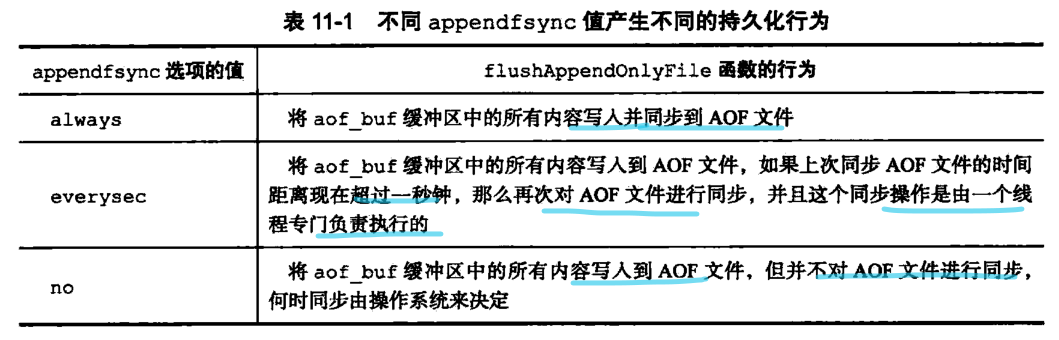 表 11-1 不同 appendfsync 值产生不同的持久化行为
appendfsync 选项的值
flushAppendOnlyFile 函数的行为
always
将 aof_buf 缓冲区中的所有内容写入并同步到 AOF 文件
everysec
将 aof_buf 缓冲区中的所有内容写入到 AOF 文件，如果上次同步 AOF 文件的时间
距离现在超过一秒钟，那么再次对 AOF 文件进行同步，并且这个同步操作是由一个线
程专门负责执行的
no
将 aof_buf 缓冲区中的所有内容写入到 AOF 文件，但并不对 AOF 文件进行同步，
何时同步由操作系统来决定